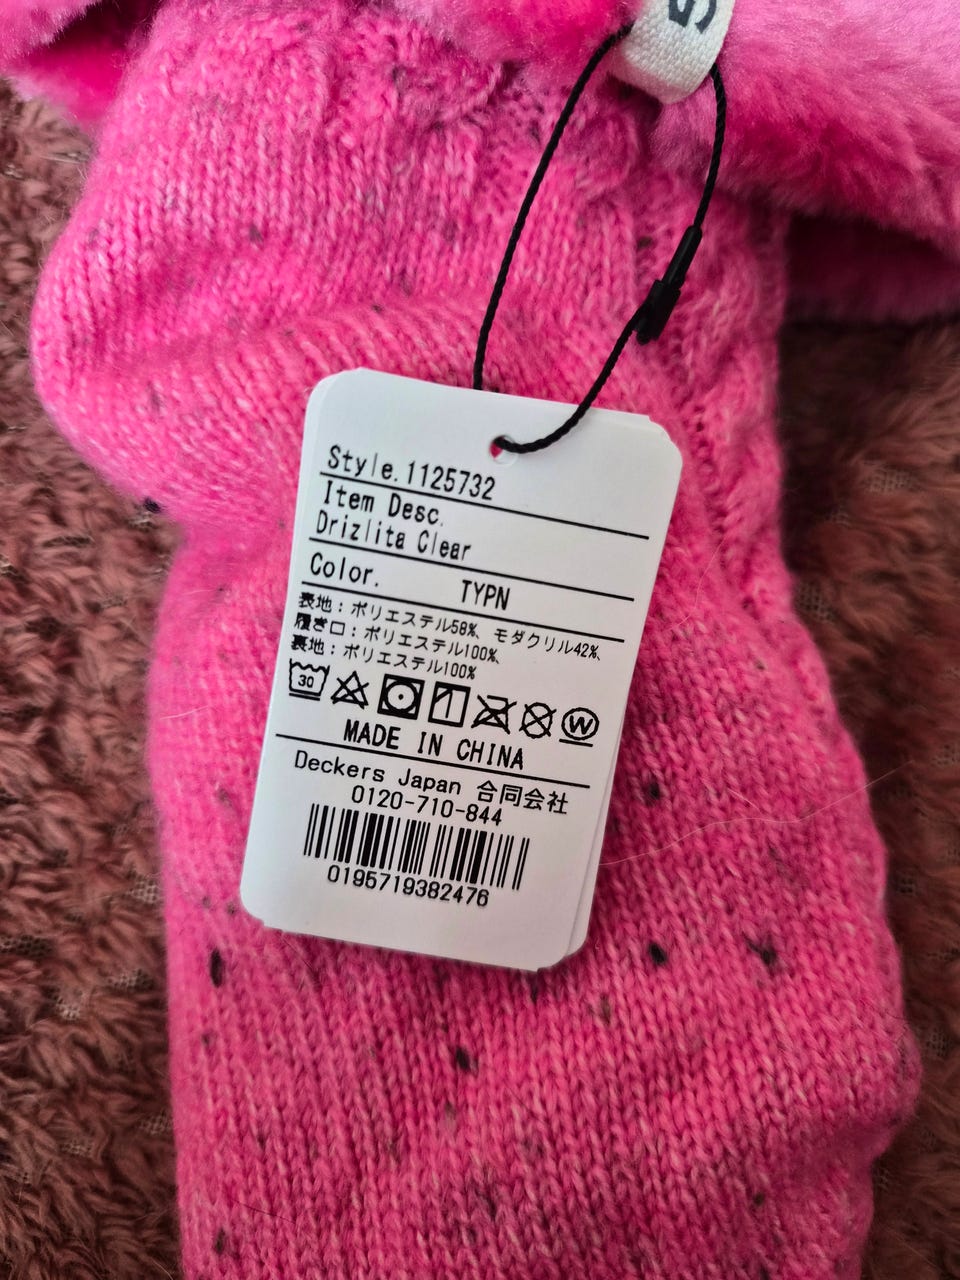 5
Style.1125732
Item Desc.
Drizlita Clear
Color. TYPN
表地：ポリエステル58%、モダクリル42%、
履き口：ポリエステル100%、
裏地：ポリエステル100%
30
W
MADE IN CHINA
Deckers Japan 合同会社
0120-710-844
0195719382476